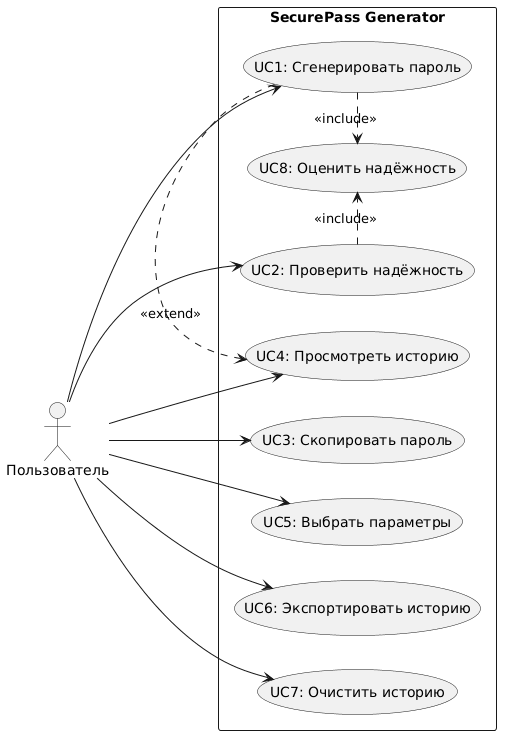 SecurePass Generator
UC1: Сгенерировать пароль
«include»
UC8: Оценить надёжность
«include»
UC2: Проверить надёжность
«extend»
UC4: Просмотреть историю
UC3: Скопировать пароль
Пользователь
UC5: Выбрать параметры
UC6: Экспортировать историю
UC7: Очистить историю